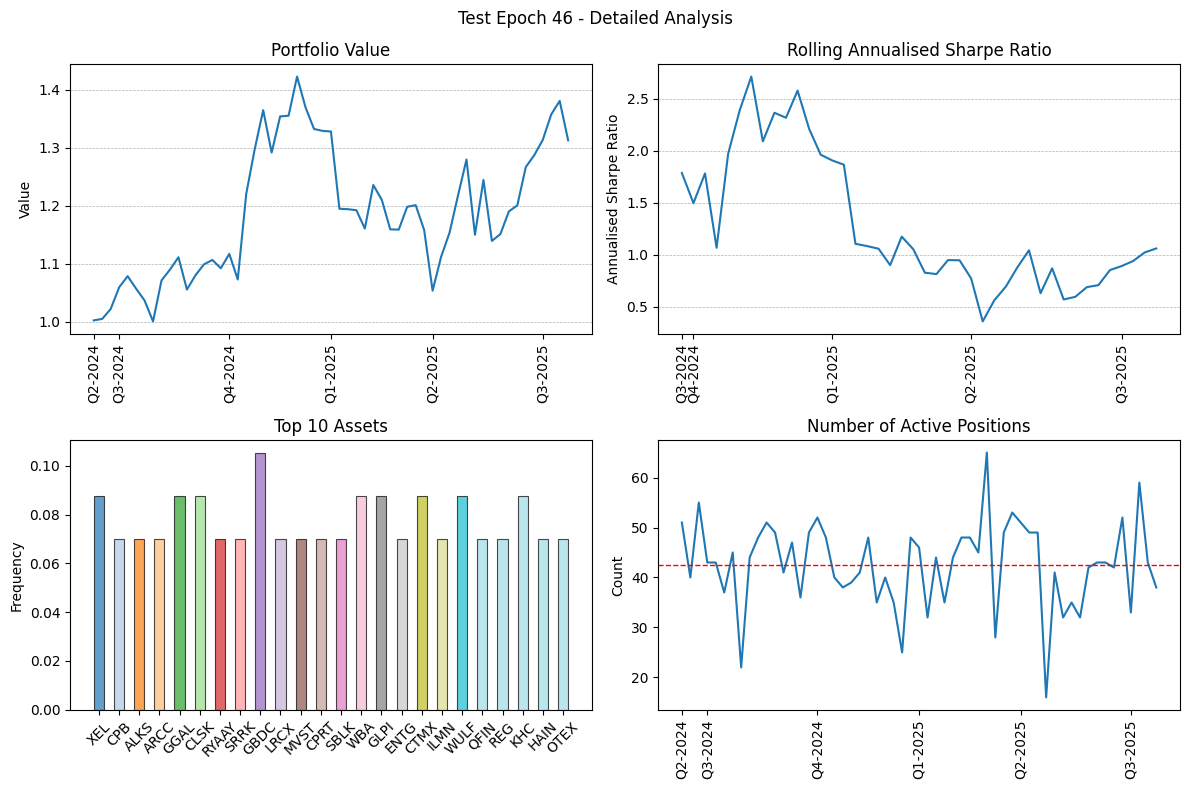 Test Epoch 46 - Detailed Analysis
Portfolio Value
Value
1.4
1.3
1.2
1.1
1.0
Q2-2024
Q3-2024
Q4-2024
Q1-2025
Q2-2025
Q3-2025
Rolling Annualised Sharpe Ratio
Annualised Sharpe Ratio
2.5
2.0
1.5
1.0
0.5
Q3-2024
Q4-2024
Q1-2025
Q2-2025
Q3-2025
Top 10 Assets
Frequency
0.10
0.08
0.06
0.04
0.02
0.00
XEL
CPB
ALKS
ARCC
GGAL
CLSK
RYAAY
SRRK
GBDC
LRCX
MVST
CPRT
SBLK
WBA
GLPI
ENTG
CTMX
ILMN
WULF
QFIN
REG
KHC
HAIN
OTEX
Number of Active Positions
Count
60
50
40
30
20
Q2-2024
Q3-2024
Q4-2024
Q1-2025
Q2-2025
Q3-2025